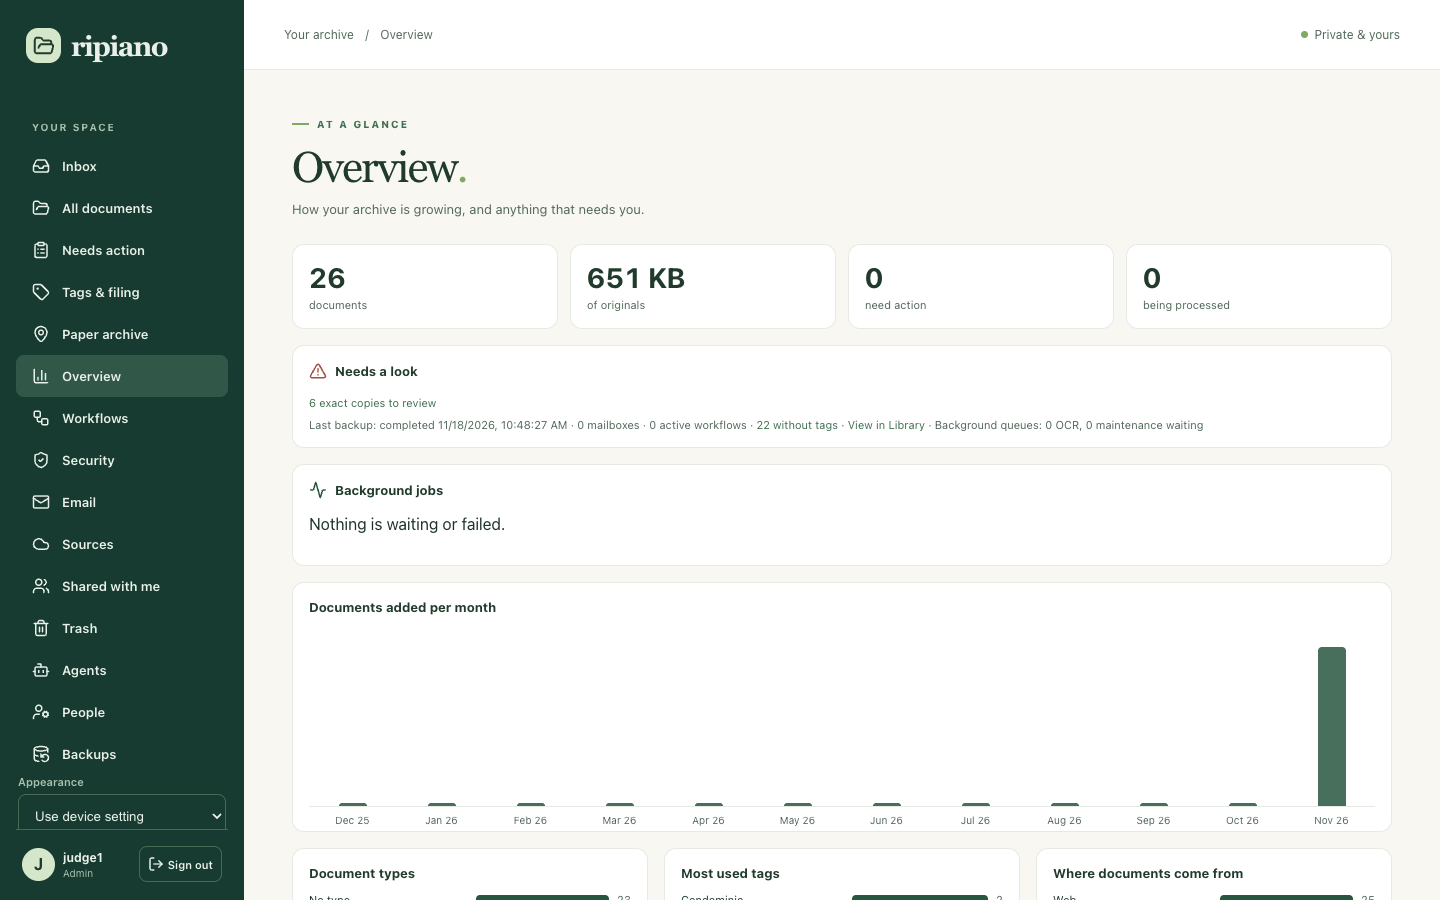 ripiano
Your archive / Overview
Private & yours
YOUR SPACE
Inbox
All documents
Needs action
Tags & filing
Paper archive
Overview
Workflows
Security
Email
Sources
Shared with me
Trash
Agents
People
Backups
Appearance
Use device setting
J
judge1
Admin
Sign out
AT A GLANCE
Overview.
How your archive is growing, and anything that needs you.
26
documents
651 KB
of originals
0
need action
0
being processed
Needs a look
6 exact copies to review
Last backup: completed 11/18/2026, 10:48:27 AM · 0 mailboxes · 0 active workflows · 22 without tags · View in Library · Background queues: 0 OCR, 0 maintenance waiting
Background jobs
Nothing is waiting or failed.
Documents added per month
Dec 25 Jan 26 Feb 26 Mar 26 Apr 26 May 26 Jun 26 Jul 26 Aug 26 Sep 26 Oct 26 Nov 26
Document types
No type 23
Most used tags
Condominio 2
Where documents come from
Web 25